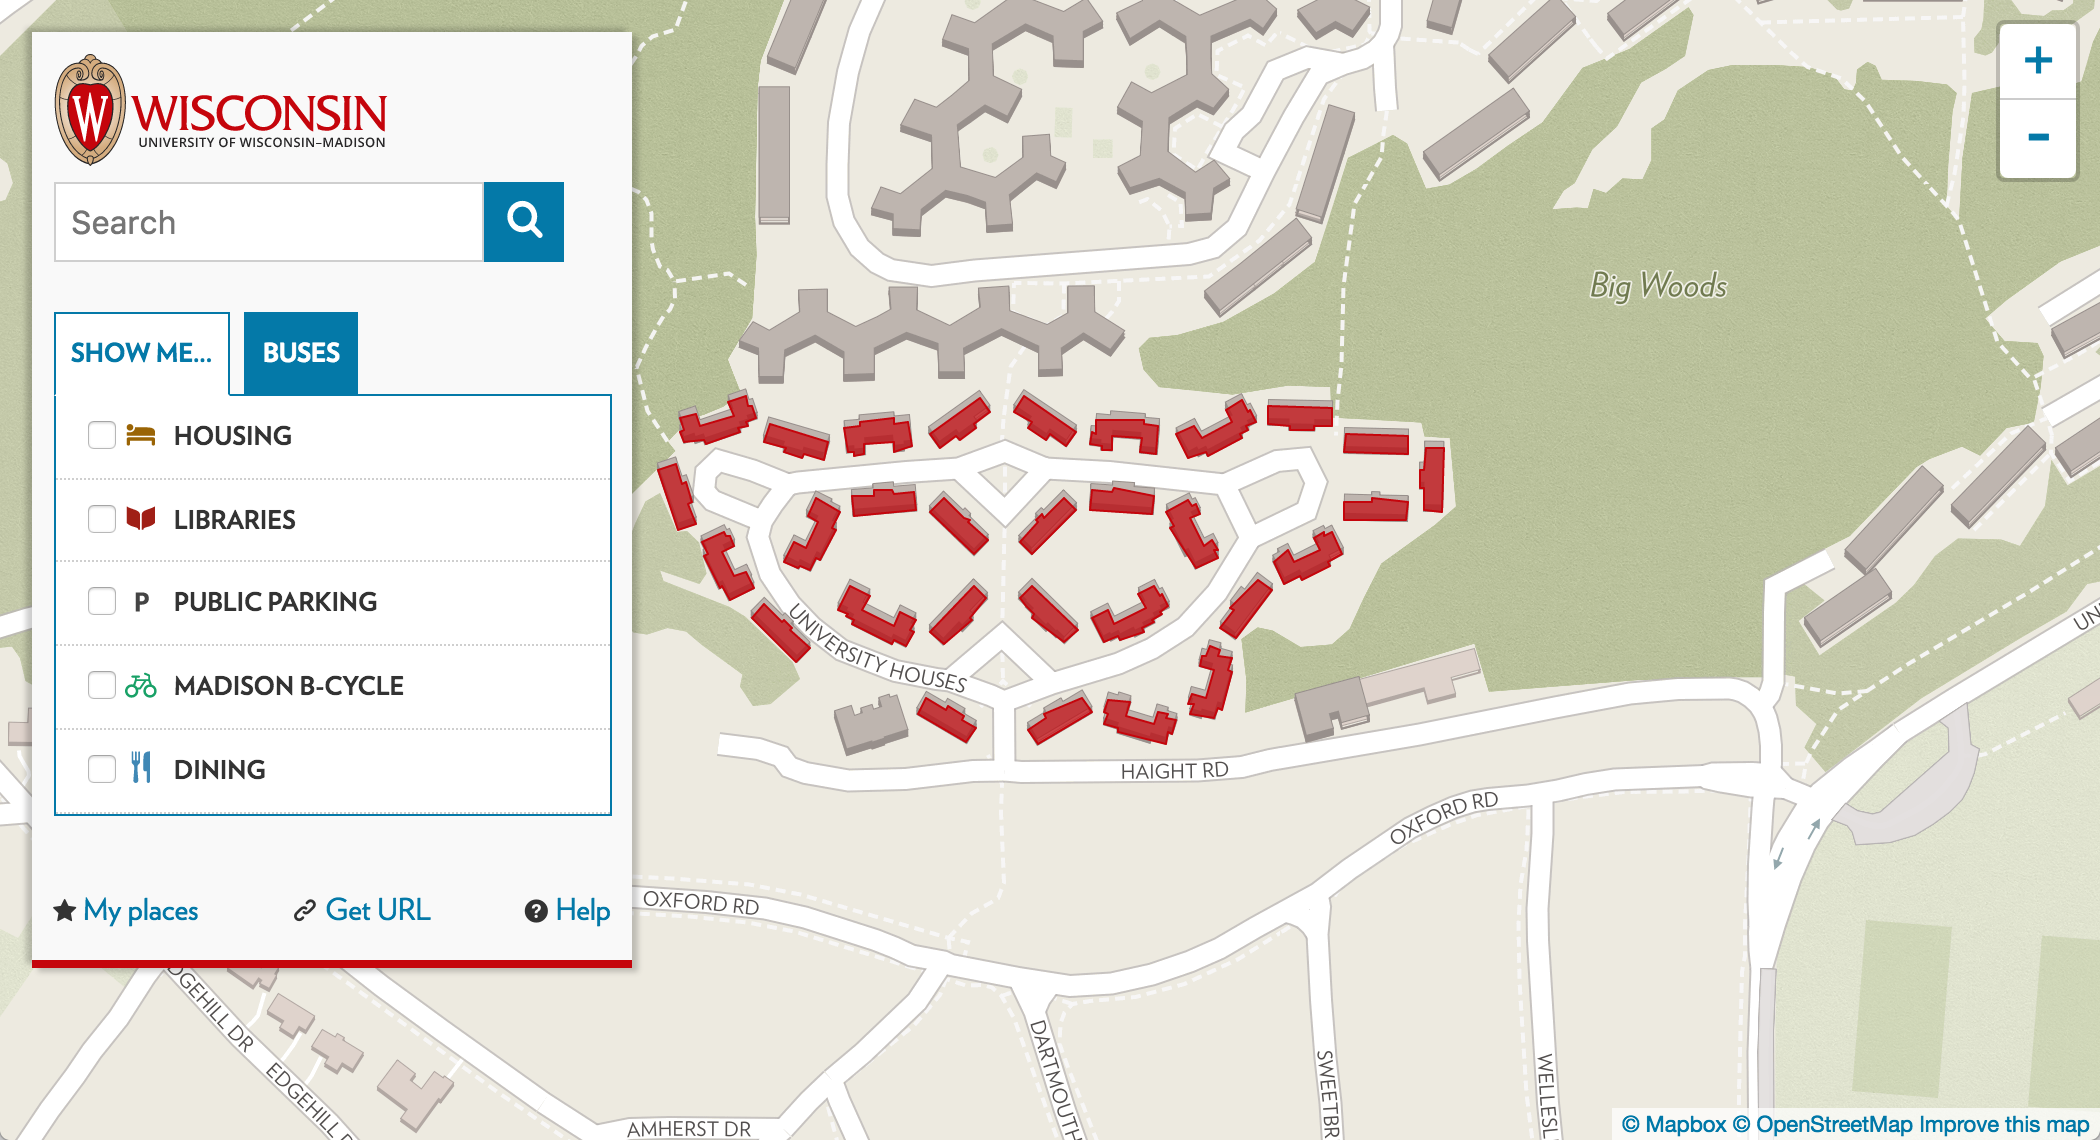 WISCONSIN
UNIVERSITY OF WISCONSIN–MADISON
Search
SHOW ME...
BUSES
HOUSING
LIBRARIES
P PUBLIC PARKING
MADISON B-CYCLE
DINING
My places
Get URL
? Help
+
-
Big Woods
UNIVERSITY HOUSES
HAIGHT RD
OXFORD RD
OXFORD RD
UN
EDGEHILL DR
DARTMOUTH
SWEETBR
WELLESL
AMHERST DR
© Mapbox © OpenStreetMap Improve this map